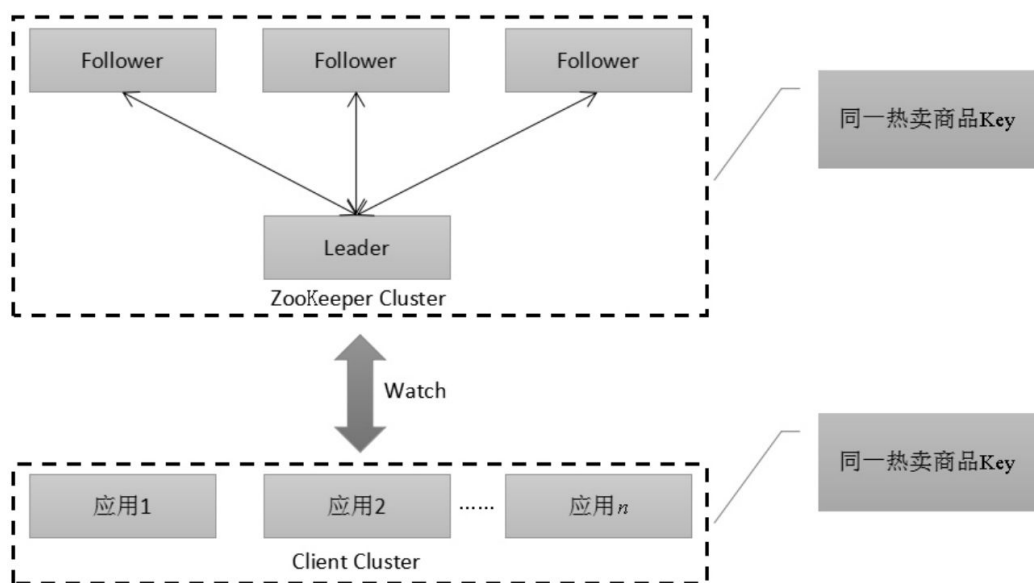 Follower
Follower
Follower
同一热卖商品Key
Leader
ZooKeeper Cluster
Watch
同一热卖商品Key
应用1
应用2
······
应用n
Client Cluster